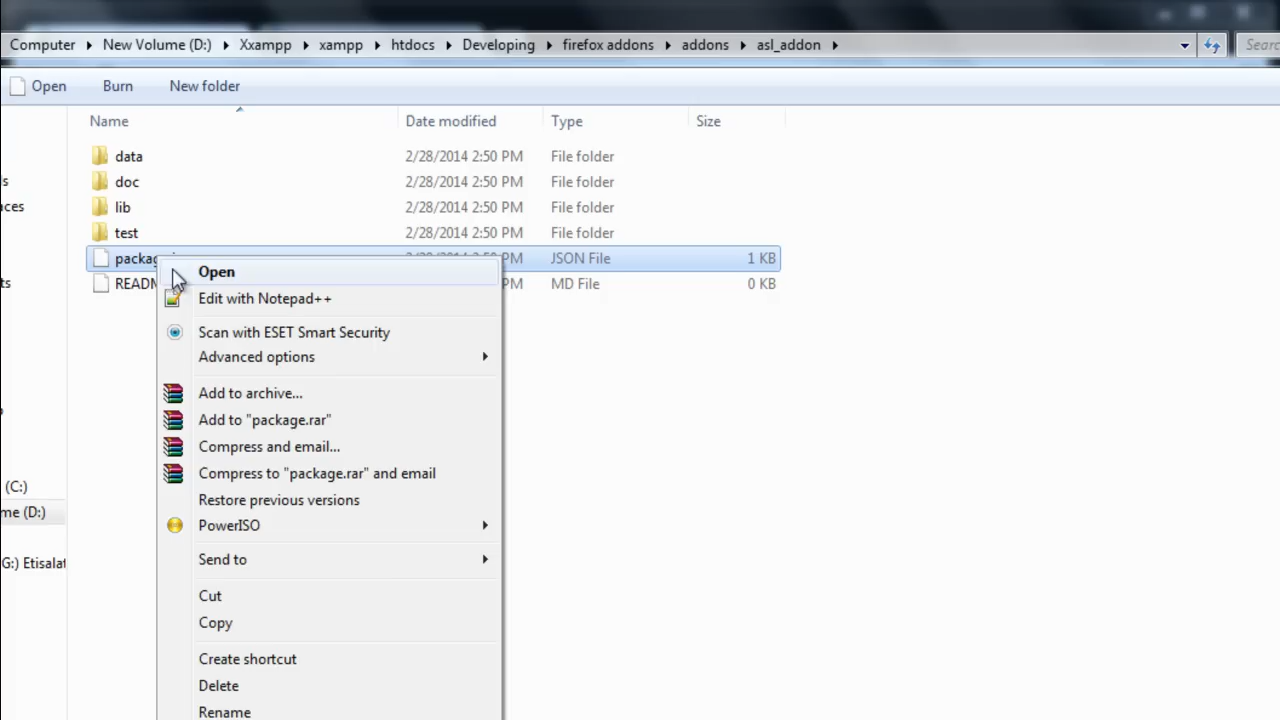 Computer New Volume (D:) Xxampp xampp htdocs Developing firefox addons addons asl_addon Searc
Open Burn New folder
Name Date modified Type Size
data 2/28/2014 2:50 PM File folder
doc 2/28/2014 2:50 PM File folder
lib 2/28/2014 2:50 PM File folder
test 2/28/2014 2:50 PM File folder
packag PM JSON File 1 KB
READM PM MD File 0 KB
Open
Edit with Notepad++
Scan with ESET Smart Security
Advanced options
Add to archive...
Add to "package.rar"
Compress and email...
Compress to "package.rar" and email
Restore previous versions
PowerISO
Send to
Cut
Copy
Create shortcut
Delete
Rename
aces
ts
(C:)
me (D:)
G:) Etisalat